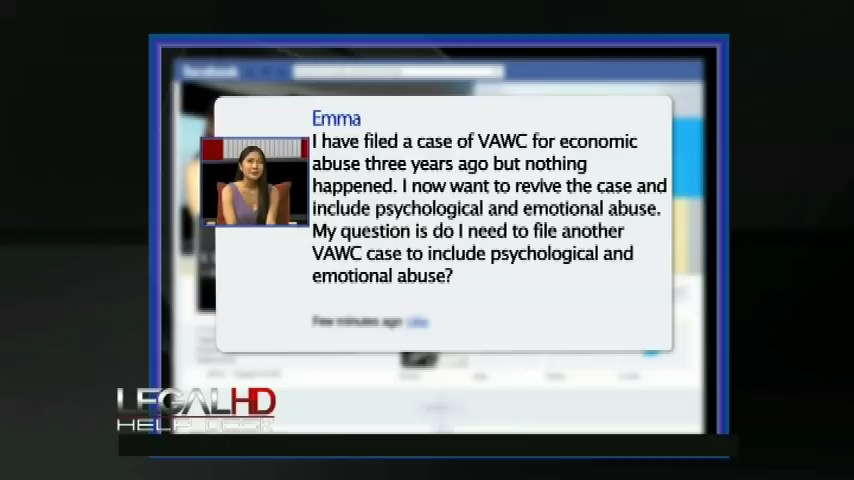 facebook
Emma
I have filed a case of VAWC for economic
abuse three years ago but nothing
happened. I now want to revive the case and
include psychological and emotional abuse.
My question is do I need to file another
VAWC case to include psychological and
emotional abuse?
Few minutes ago Like
LEGALHD
HELP DESK